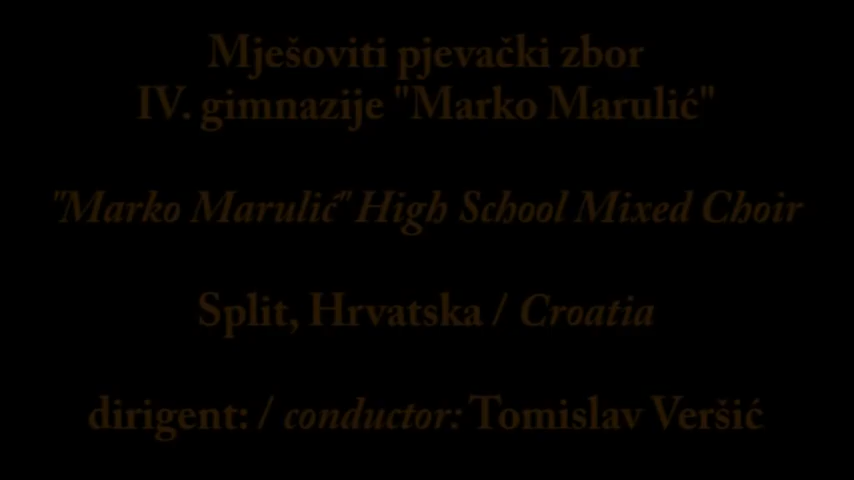 Mješoviti pjevački zbor
IV. gimnazije "Marko Marulić"
"Marko Marulić" High School Mixed Choir
Split, Hrvatska / Croatia
dirigent: / conductor: Tomislav Veršić